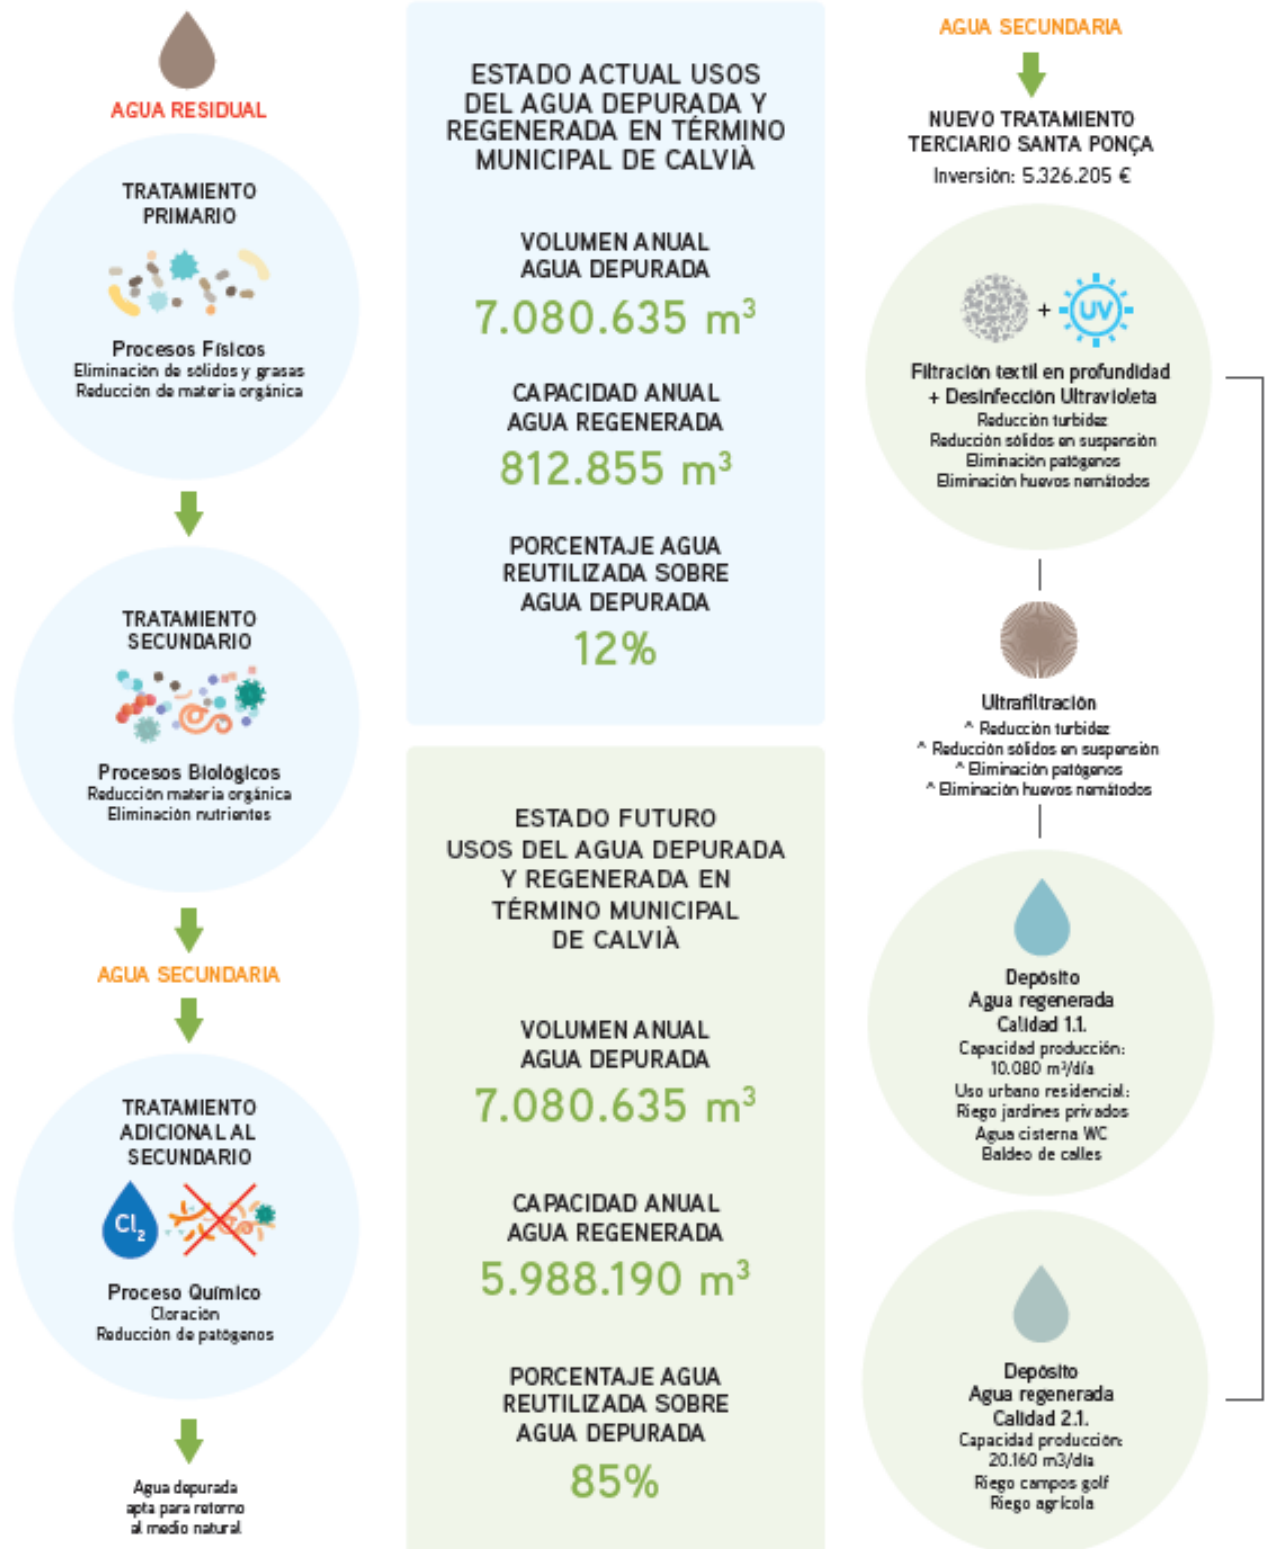 AGUA RESIDUAL
TRATAMIENTO
PRIMARIO
Procesos Físicos
Eliminación de sólidos y grasas
Reducción de materia orgánica
TRATAMIENTO
SECUNDARIO
Procesos Biológicos
Reducción materia orgánica
Eliminación nutrientes
AGUA SECUNDARIA
TRATAMIENTO
ADICIONAL AL
SECUNDARIO
Cl₂
Proceso Químico
Cloración
Reducción de patógenos
Agua depurada
apta para retorno
al medio natural
ESTADO ACTUAL USOS
DEL AGUA DEPURADA Y
REGENERADA EN TÉRMINO
MUNICIPAL DE CALVIÀ
VOLUMEN ANUAL
AGUA DEPURADA
7.080.635 m³
CAPACIDAD ANUAL
AGUA REGENERADA
812.855 m³
PORCENTAJE AGUA
REUTILIZADA SOBRE
AGUA DEPURADA
12%
ESTADO FUTURO
USOS DEL AGUA DEPURADA
Y REGENERADA EN
TÉRMINO MUNICIPAL
DE CALVIÀ
VOLUMEN ANUAL
AGUA DEPURADA
7.080.635 m³
CAPACIDAD ANUAL
AGUA REGENERADA
5.988.190 m³
PORCENTAJE AGUA
REUTILIZADA SOBRE
AGUA DEPURADA
85%
AGUA SECUNDARIA
NUEVO TRATAMIENTO
TERCIARIO SANTA PONÇA
Inversión: 5.326.205 €
+ UV
Filtración textil en profundidad
+ Desinfección Ultravioleta
Reducción turbidez
Reducción sólidos en suspensión
Eliminación patógenos
Eliminación huevos nemátodos
Ultrafiltración
^ Reducción turbidez
^ Reducción sólidos en suspensión
^ Eliminación patógenos
^ Eliminación huevos nemátodos
Depósito
Agua regenerada
Calidad 1.1.
Capacidad producción:
10.080 m³/día
Uso urbano residencial:
Riego jardines privados
Agua cisterna WC
Baldeo de calles
Depósito
Agua regenerada
Calidad 2.1.
Capacidad producción:
20.160 m3/día
Riego campos golf
Riego agrícola